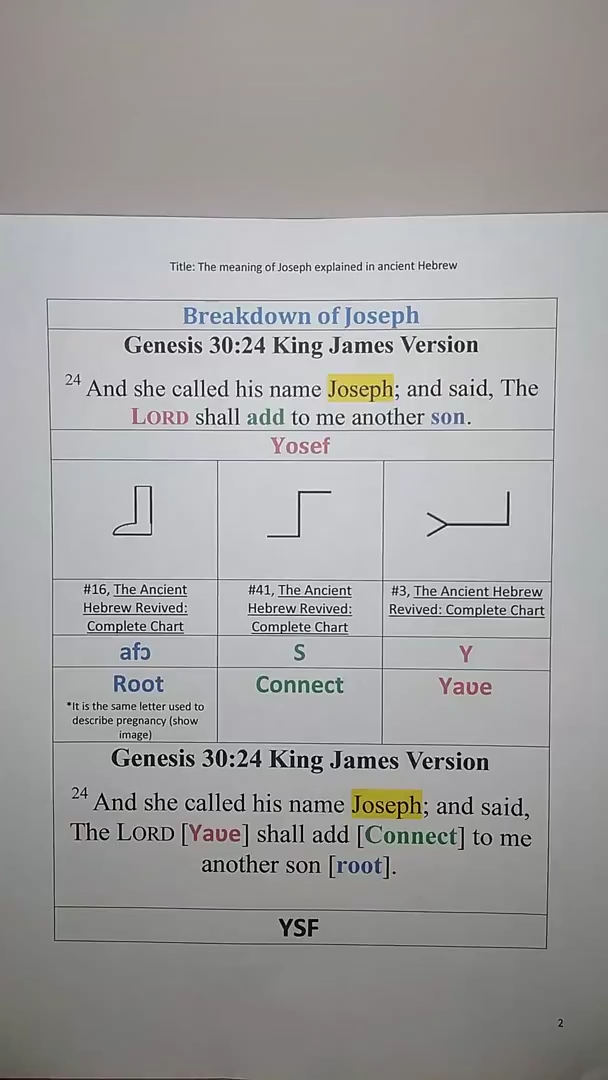 Title: The meaning of Joseph explained in ancient Hebrew
Breakdown of Joseph
Genesis 30:24 King James Version
24 And she called his name Joseph; and said, The
LORD shall add to me another son.
Yosef
#16, The Ancient
Hebrew Revived:
Complete Chart
#41, The Ancient
Hebrew Revived:
Complete Chart
#3, The Ancient Hebrew
Revived: Complete Chart
afɔ
S
Y
Root
*It is the same letter used to
describe pregnancy (show
image)
Connect
Yaʋe
Genesis 30:24 King James Version
24 And she called his name Joseph; and said,
The LORD [Yaʋe] shall add [Connect] to me
another son [root].
YSF
2